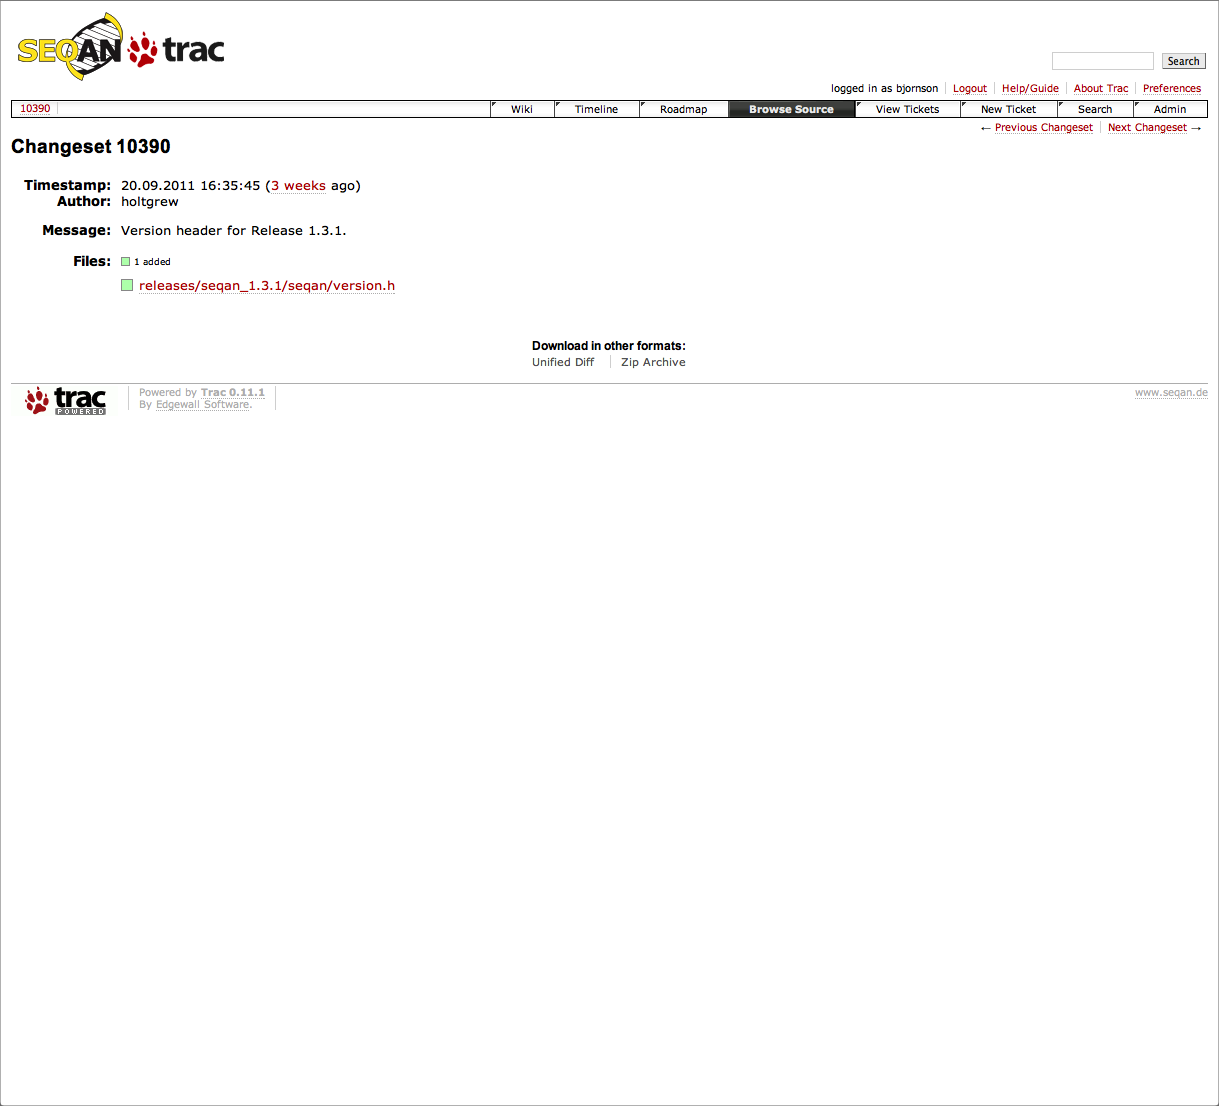 SEQAN trac
Search
logged in as bjornson Logout Help/Guide About Trac Preferences
10390 Wiki Timeline Roadmap Browse Source View Tickets New Ticket Search Admin
← Previous Changeset Next Changeset →
Changeset 10390
Timestamp: 20.09.2011 16:35:45 (3 weeks ago)
Author: holtgrew
Message: Version header for Release 1.3.1.
Files: 1 added
releases/seqan_1.3.1/seqan/version.h
Download in other formats:
Unified Diff Zip Archive
trac POWERED
Powered by Trac 0.11.1
By Edgewall Software.
www.seqan.de